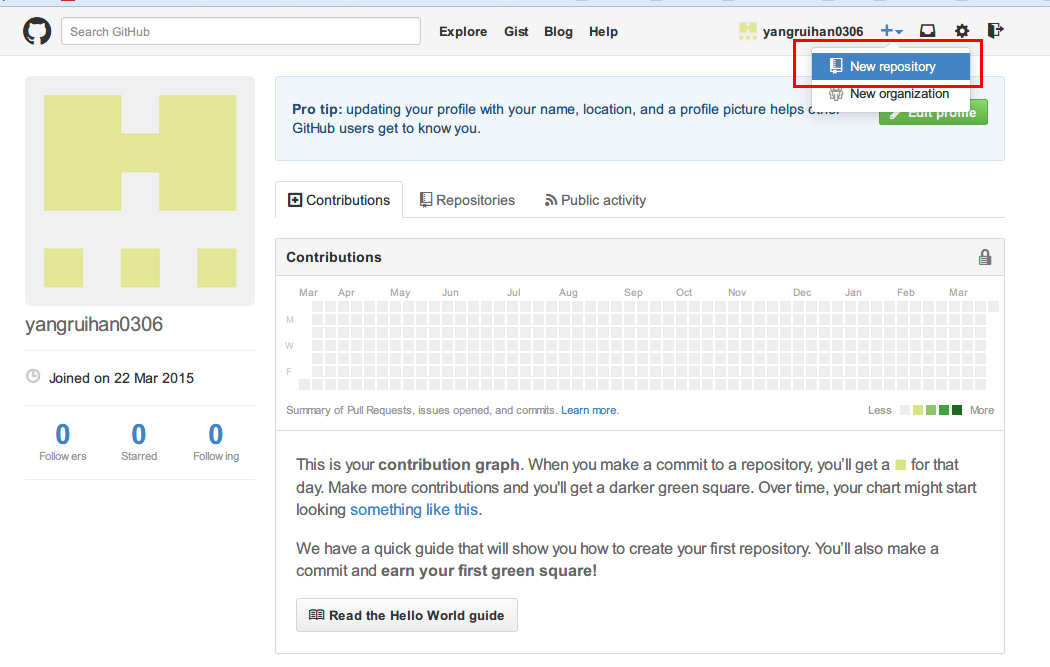 Search GitHub
Explore Gist Blog Help
yangruihan0306
New repository
New organization
Pro tip: updating your profile with your name, location, and a profile picture helps other
GitHub users get to know you.
Edit profile
Contributions
Repositories
Public activity
yangruihan0306
Joined on 22 Mar 2015
0 0 0
Followers Starred Following
Contributions
Mar Apr May Jun Jul Aug Sep Oct Nov Dec Jan Feb Mar
M
W
F
Summary of Pull Requests, issues opened, and commits. Learn more.
Less More
This is your contribution graph. When you make a commit to a repository, you'll get a for that
day. Make more contributions and you'll get a darker green square. Over time, your chart might start
looking something like this.
We have a quick guide that will show you how to create your first repository. You'll also make a
commit and earn your first green square!
Read the Hello World guide